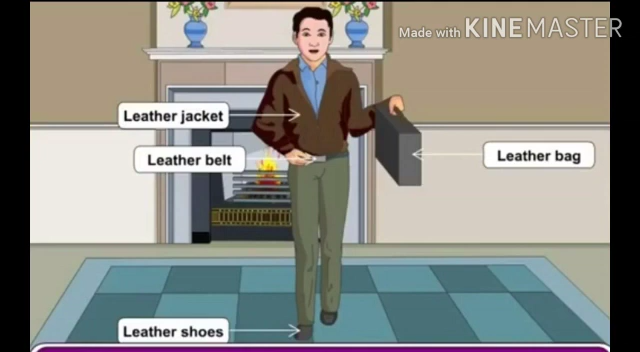 Made with KINEMASTER
Leather jacket
Leather belt
Leather bag
Leather shoes